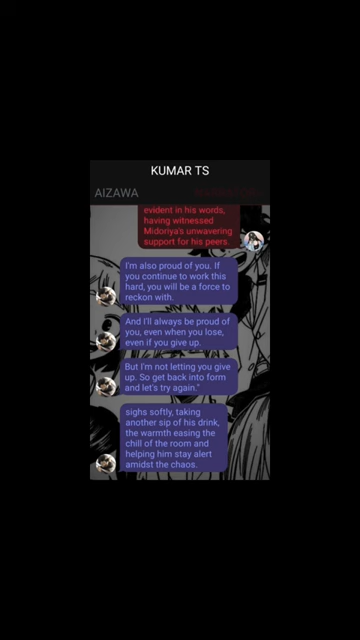 KUMAR TS
AIZAWA
evident in his words,
having witnessed
Midoriya's unwavering
support for his peers.
I'm also proud of you. If
you continue to work this
hard, you will be a force to
reckon with.
And I'll always be proud of
you, even when you lose,
even if you give up.
But I'm not letting you give
up. So get back into form
and let's try again."
sighs softly, taking
another sip of his drink,
the warmth easing the
chill of the room and
helping him stay alert
amidst the chaos.